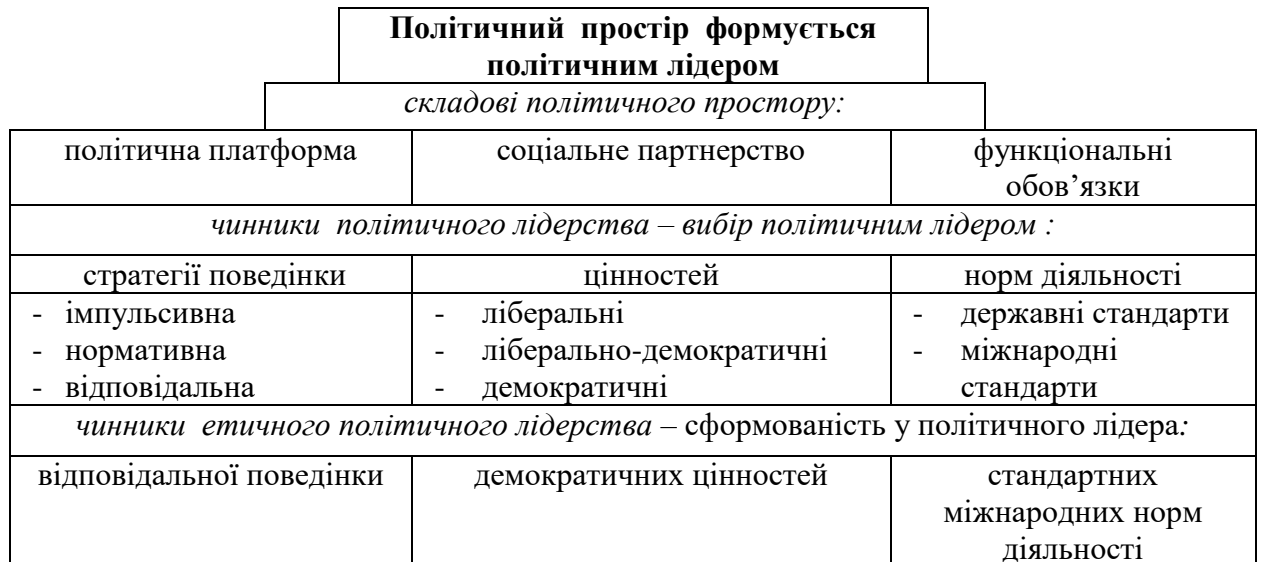 Політичний простір формується
політичним лідером
складові політичного простору:
політична платформа
соціальне партнерство
функціональні
обов’язки
чинники політичного лідерства – вибір політичним лідером :
стратегії поведінки
цінностей
норм діяльності
- імпульсивна
- нормативна
- відповідальна
- ліберальні
- ліберально-демократичні
- демократичні
- державні стандарти
- міжнародні
стандарти
чинники етичного політичного лідерства – сформованість у політичного лідера:
відповідальної поведінки
демократичних цінностей
стандартних
міжнародних норм
діяльності